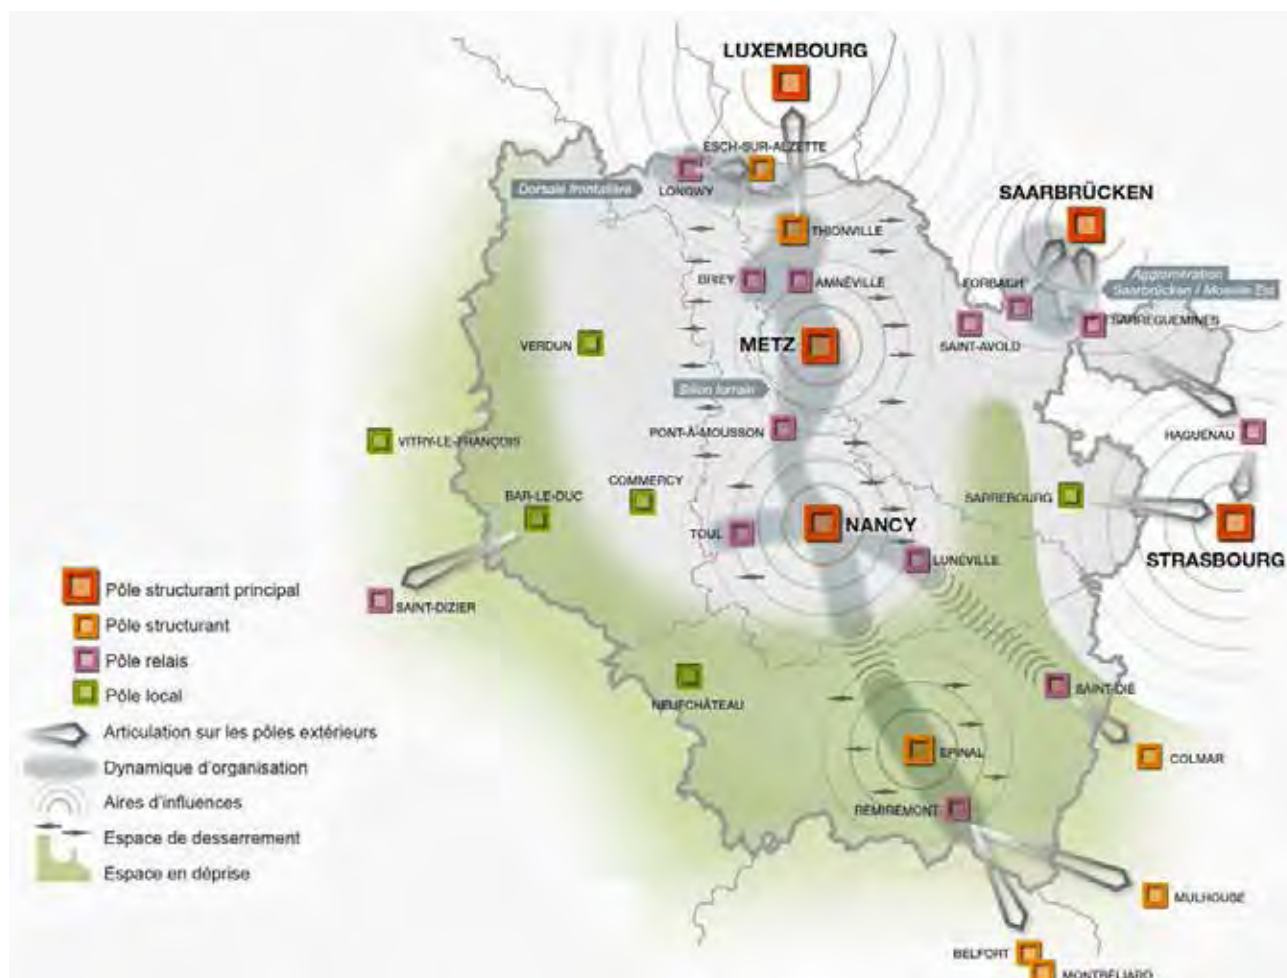 LUXEMBOURG
ESCH-SUR-ALZETTE
Dorsale frontalière
LONGWY
SAARBRÜCKEN
THIONVILLE
Agglomération
Saarbrücken / Moselle Est
BRIEY
AMNÉVILLE
FORBACH
SARREGUEMINES
SAINT-AVOLD
VERDUN
METZ
Sillon lorrain
PONT-À-MOUSSON
HAGUENAU
VITRY-LE-FRANÇOIS
COMMERCY
BAR-LE-DUC
SARREBOURG
TOUL
NANCY
LUNÉVILLE
STRASBOURG
SAINT-DIZIER
Pôle structurant principal
Pôle structurant
Pôle relais
Pôle local
NEUFCHÂTEAU
SAINT-DIÉ
Articulation sur les pôles extérieurs
Dynamique d'organisation
Aires d'influences
Espace de desserrement
Espace en déprise
EPINAL
COLMAR
REMIREMONT
MULHOUSE
BELFORT
MONTBÉLIARD